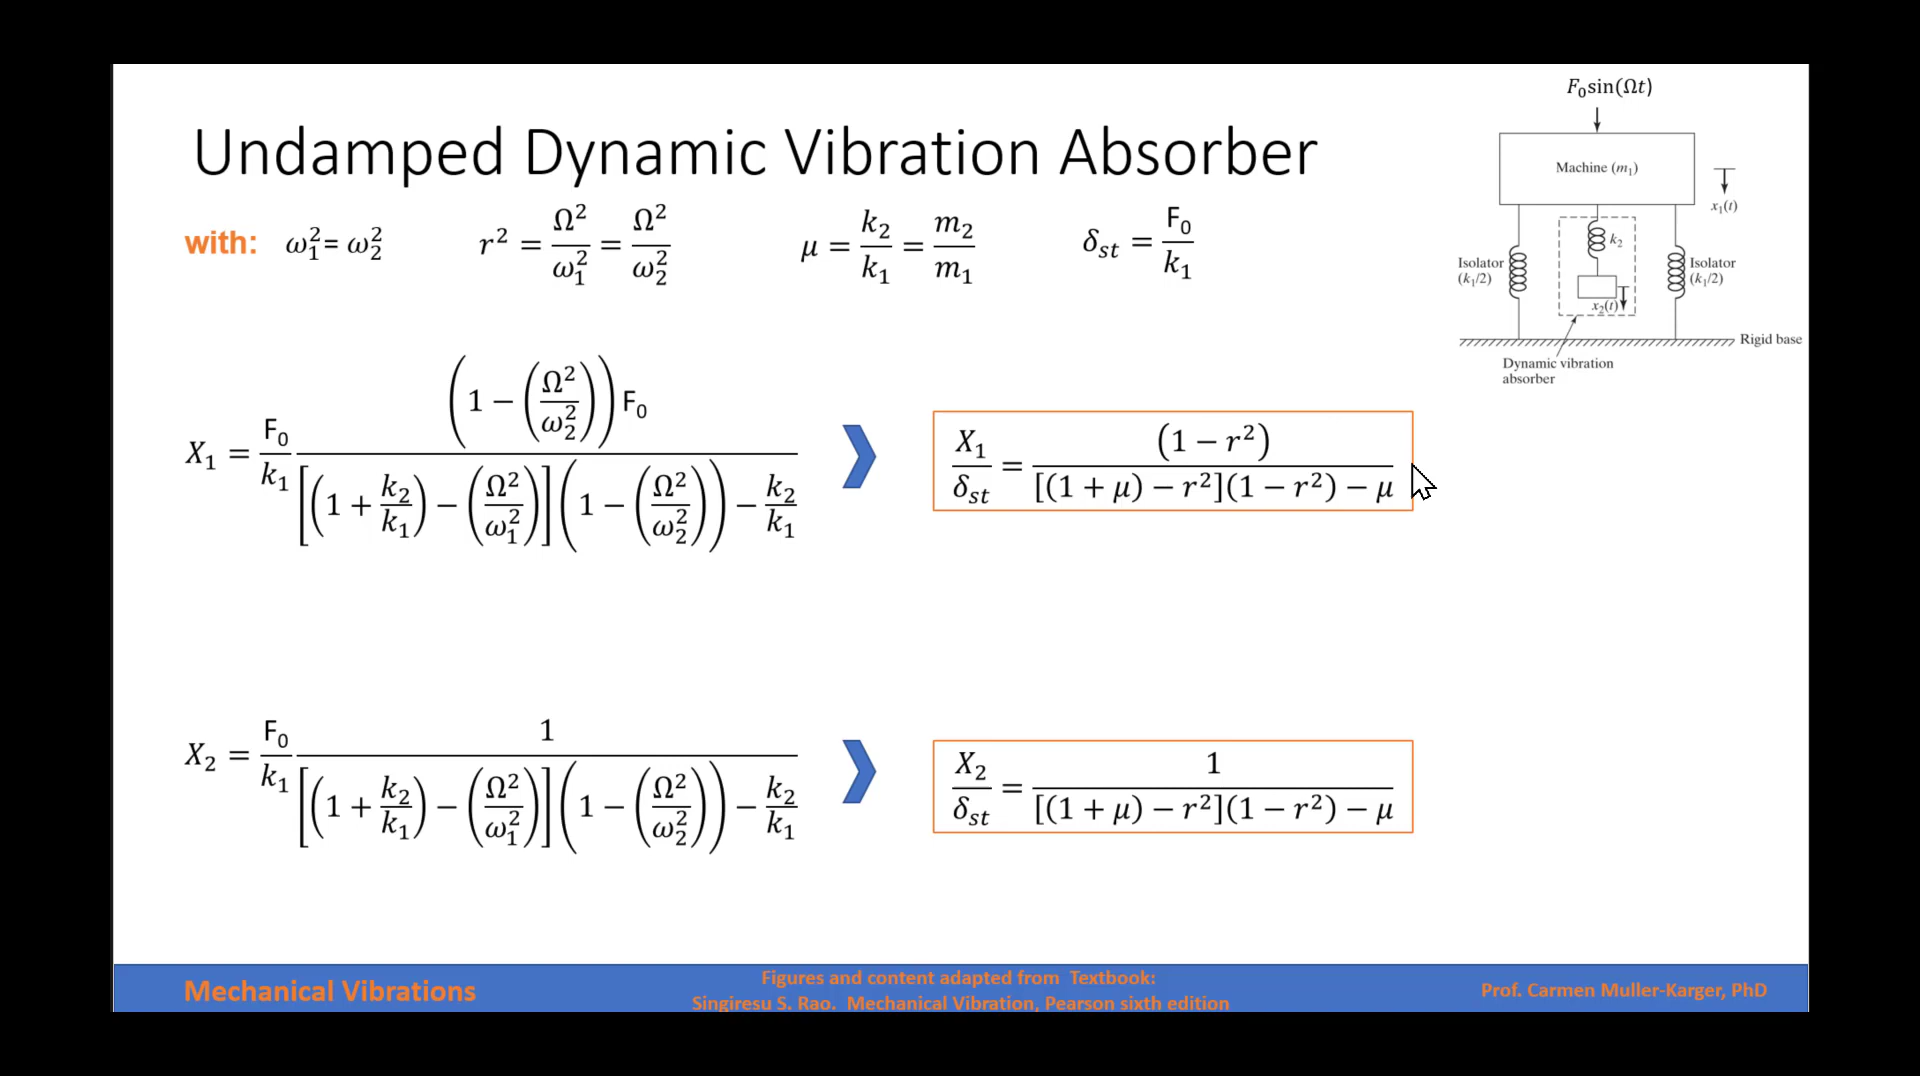 Undamped Dynamic Vibration Absorber
with: ω₁²= ω₂² r² = Ω²/ω₁² = Ω²/ω₂² μ = k₂/k₁ = m₂/m₁ δst = F₀/k₁
F₀sin(Ωt)
Machine (m₁)
x₁(t)
k₂
Isolator
(k₁/2)
Isolator
(k₁/2)
x₂(t)
Rigid base
Dynamic vibration
absorber
X₁ = F₀/k₁ (1 − (Ω²/ω₂²)) F₀ / [(1 + k₂/k₁) − (Ω²/ω₁²)] (1 − (Ω²/ω₂²)) − k₂/k₁
X₁/δst = (1 − r²) / [(1 + μ) − r²](1 − r²) − μ
X₂ = F₀/k₁ 1 / [(1 + k₂/k₁) − (Ω²/ω₁²)] (1 − (Ω²/ω₂²)) − k₂/k₁
X₂/δst = 1 / [(1 + μ) − r²](1 − r²) − μ
Mechanical Vibrations
Figures and content adapted from Textbook:
Singiresu S. Rao. Mechanical Vibration, Pearson sixth edition
Prof. Carmen Muller-Karger, PhD